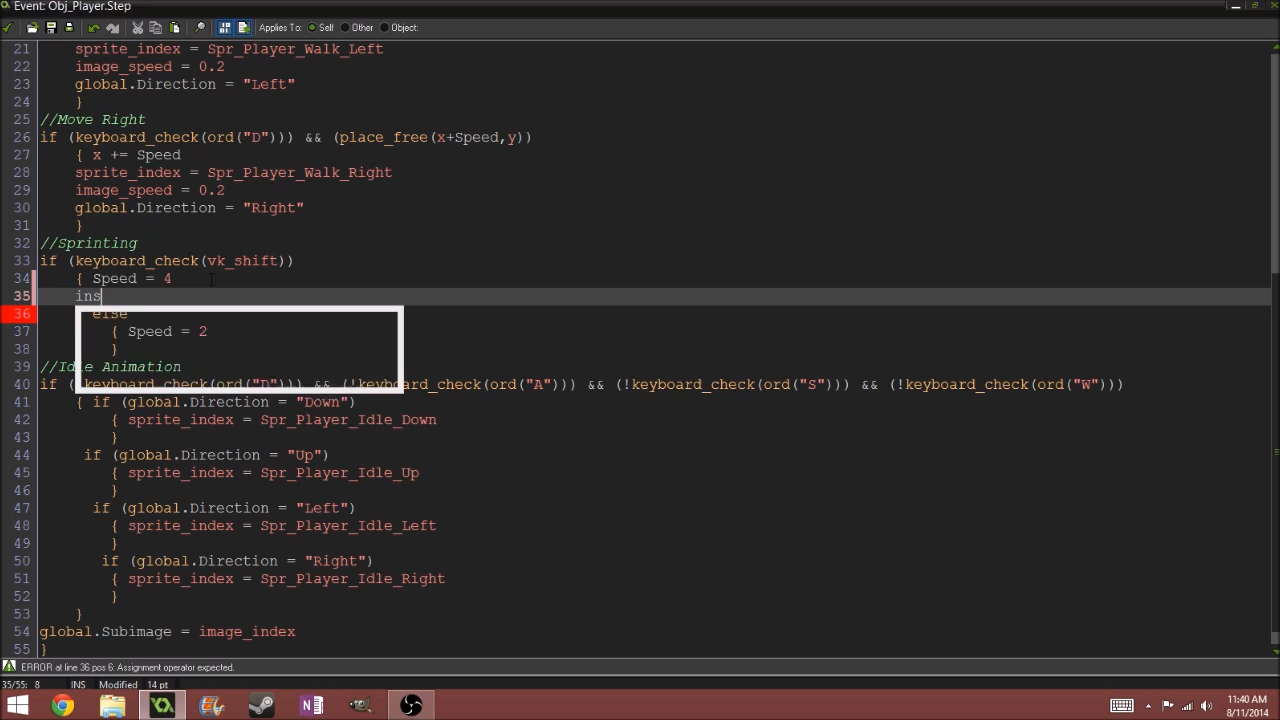 Event: Obj_Player.Step
Applies To: Self Other Object:
21 sprite_index = Spr_Player_Walk_Left
22 image_speed = 0.2
23 global.Direction = "Left"
24 }
25 //Move Right
26 if (keyboard_check(ord("D"))) && (place_free(x+Speed,y))
27 { x += Speed
28 sprite_index = Spr_Player_Walk_Right
29 image_speed = 0.2
30 global.Direction = "Right"
31 }
32 //Sprinting
33 if (keyboard_check(vk_shift))
34 { Speed = 4
35 ins
36 else
37 { Speed = 2
38 }
39 //Idle Animation
40 if ( keyboard_check(ord("D"))) && (!keyboard_check(ord("A"))) && (!keyboard_check(ord("S"))) && (!keyboard_check(ord("W")))
41 { if (global.Direction = "Down")
42 { sprite_index = Spr_Player_Idle_Down
43 }
44 if (global.Direction = "Up")
45 { sprite_index = Spr_Player_Idle_Up
46 }
47 if (global.Direction = "Left")
48 { sprite_index = Spr_Player_Idle_Left
49 }
50 if (global.Direction = "Right")
51 { sprite_index = Spr_Player_Idle_Right
52 }
53 }
54 global.Subimage = image_index
55 }
ERROR at line 36 pos 6: Assignment operator expected.
35/55: 8 INS Modified 14 pt
11:40 AM
8/11/2014